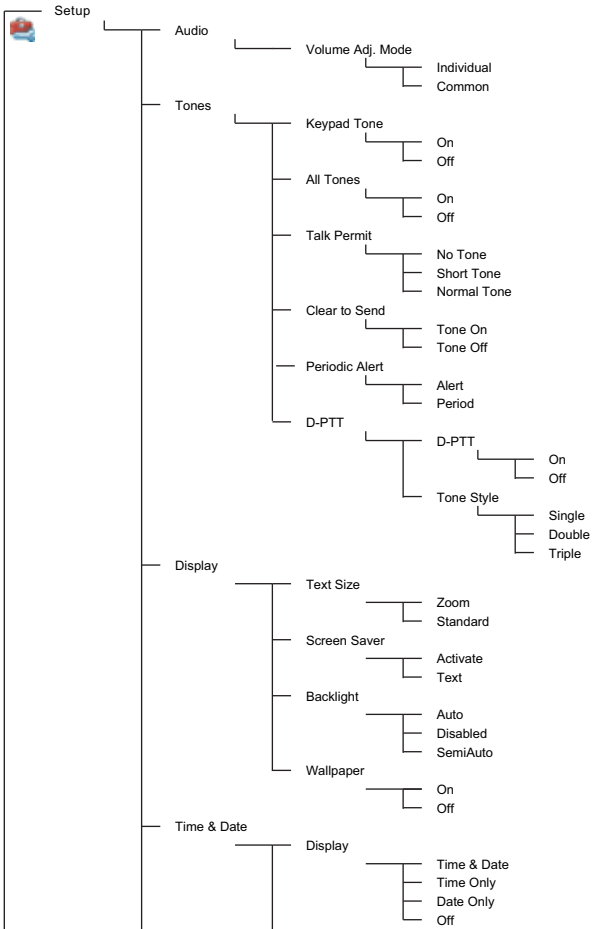 Setup
Audio
Volume Adj. Mode
Individual
Common
Tones
Keypad Tone
On
Off
All Tones
On
Off
Talk Permit
No Tone
Short Tone
Normal Tone
Clear to Send
Tone On
Tone Off
Periodic Alert
Alert
Period
D-PTT
D-PTT
On
Off
Tone Style
Single
Double
Triple
Display
Text Size
Zoom
Standard
Screen Saver
Activate
Text
Backlight
Auto
Disabled
SemiAuto
Wallpaper
On
Off
Time & Date
Display
Time & Date
Time Only
Date Only
Off